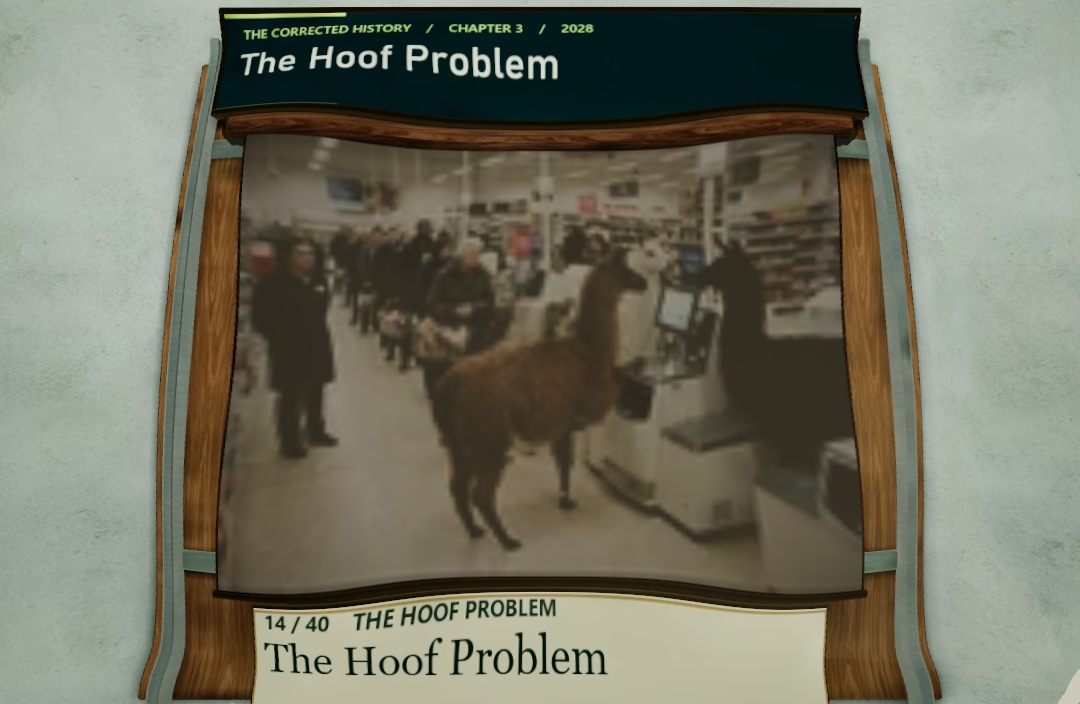 THE CORRECTED HISTORY / CHAPTER 3 / 2028
The Hoof Problem
14 / 40 THE HOOF PROBLEM
The Hoof Problem